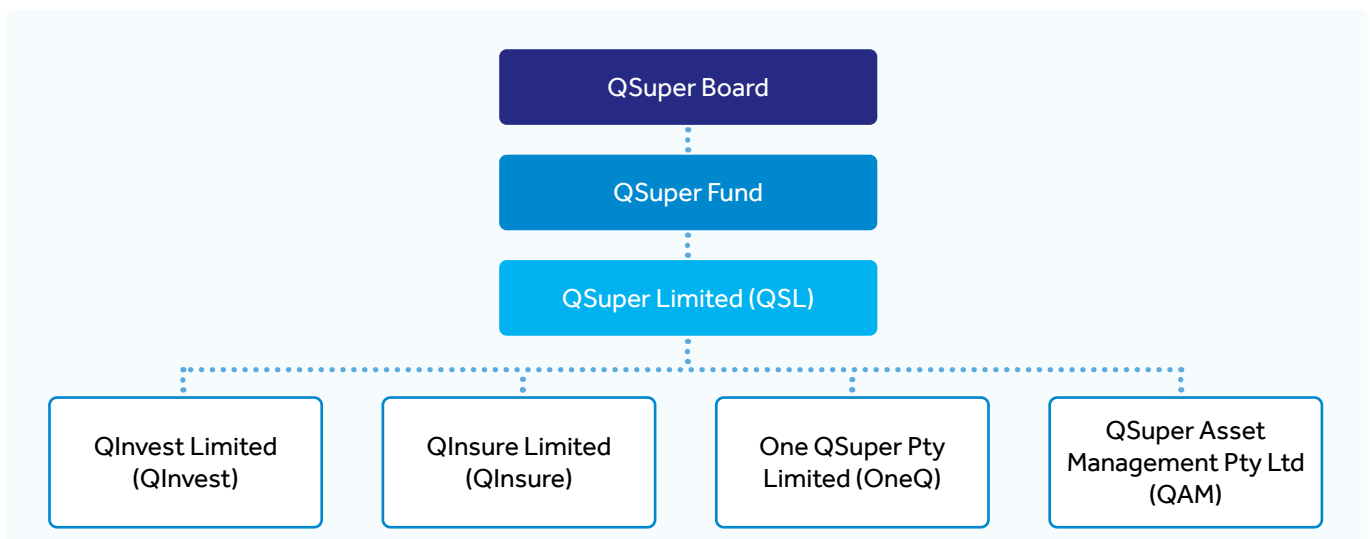 QSuper Board
QSuper Fund
QSuper Limited (QSL)
QInvest Limited
(QInvest)
QInsure Limited
(QInsure)
One QSuper Pty
Limited (OneQ)
QSuper Asset
Management Pty Ltd
(QAM)